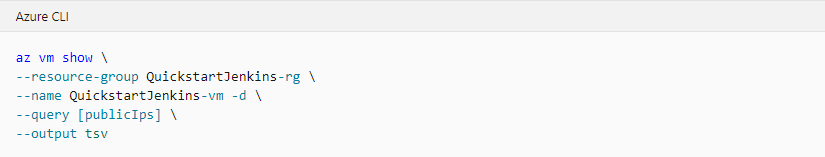 Azure CLI
az vm show \
--resource-group QuickstartJenkins-rg \
--name QuickstartJenkins-vm -d \
--query [publicIps] \
--output tsv